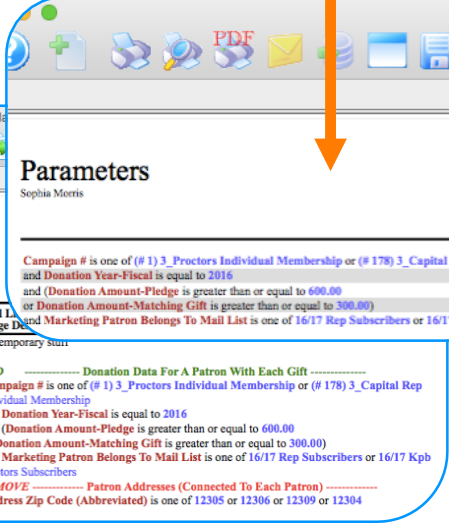 PDF
Parameters
Sophia Morris
Campaign # is one of (# 1) 3_Proctors Individual Membership or (# 178) 3_Capital
and Donation Year-Fiscal is equal to 2016
and (Donation Amount-Pledge is greater than or equal to 600.00
or Donation Amount-Matching Gift is greater than or equal to 300.00)
and Marketing Patron Belongs To Mail List is one of 16/17 Rep Subscribers or 16/1
emporary stuff
D ------------- Donation Data For A Patron With Each Gift -------------
mpaign # is one of (# 1) 3_Proctors Individual Membership or (# 178) 3_Capital Rep
vidual Membership
Donation Year-Fiscal is equal to 2016
(Donation Amount-Pledge is greater than or equal to 600.00
Donation Amount-Matching Gift is greater than or equal to 300.00)
Marketing Patron Belongs To Mail List is one of 16/17 Rep Subscribers or 16/17 Kpb
tors Subscribers
MOVE ------------ Patron Addresses (Connected To Each Patron) ------------
dress Zip Code (Abbreviated) is one of 12305 or 12306 or 12309 or 12304